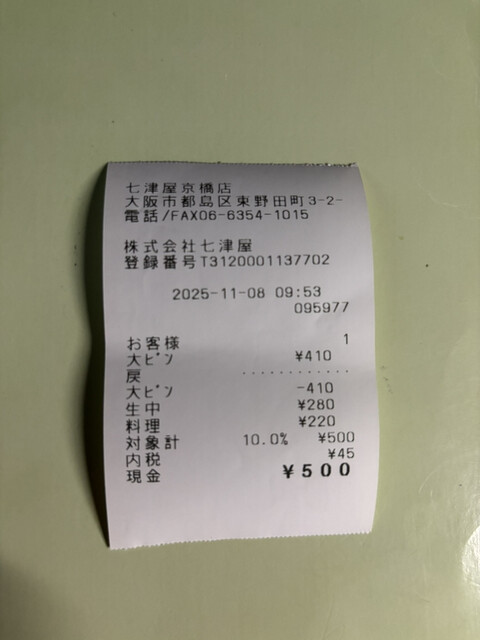 七津屋京橋店
大阪市都島区東野田町3-2-
電話/FAX06-6354-1015
株式会社七津屋
登録番号T3120001137702
2025-11-08 09:53
095977
お客様 1
大ビン ¥410
戻 ············
大ビン -410
生中 ¥280
料理 ¥220
対象計 10.0% ¥500
内税 ¥45
現金 ¥500